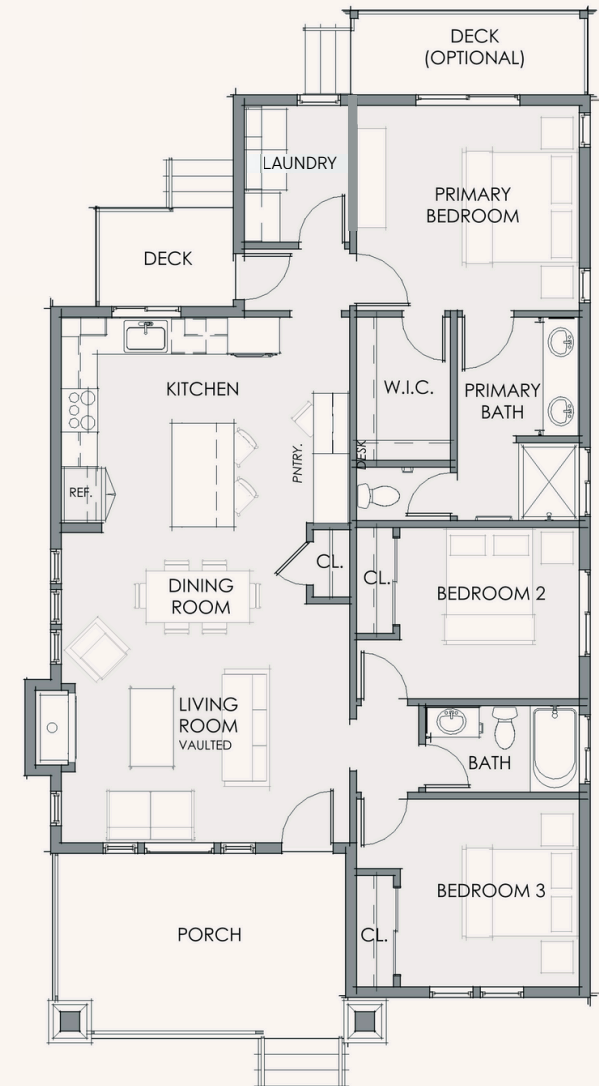 DECK
(OPTIONAL)
LAUNDRY
PRIMARY
BEDROOM
DECK
KITCHEN
W.I.C.
PRIMARY
BATH
PNTRY.
DESK
REF.
CL.
CL.
BEDROOM 2
DINING
ROOM
LIVING
ROOM
VAULTED
BATH
BEDROOM 3
CL.
PORCH